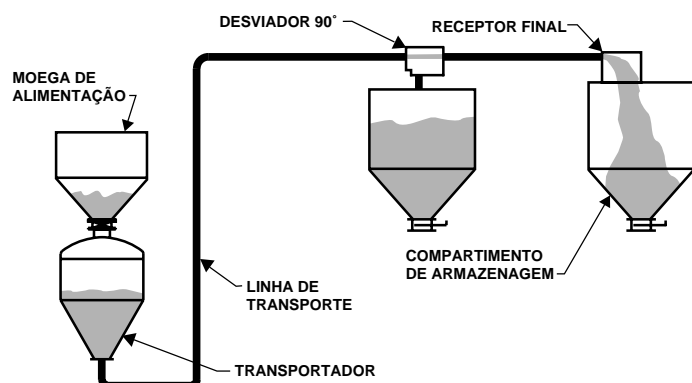 DESVIADOR 90°
RECEPTOR FINAL
MOEGA DE
ALIMENTAÇÃO
COMPARTIMENTO
DE ARMAZENAGEM
LINHA DE
TRANSPORTE
TRANSPORTADOR